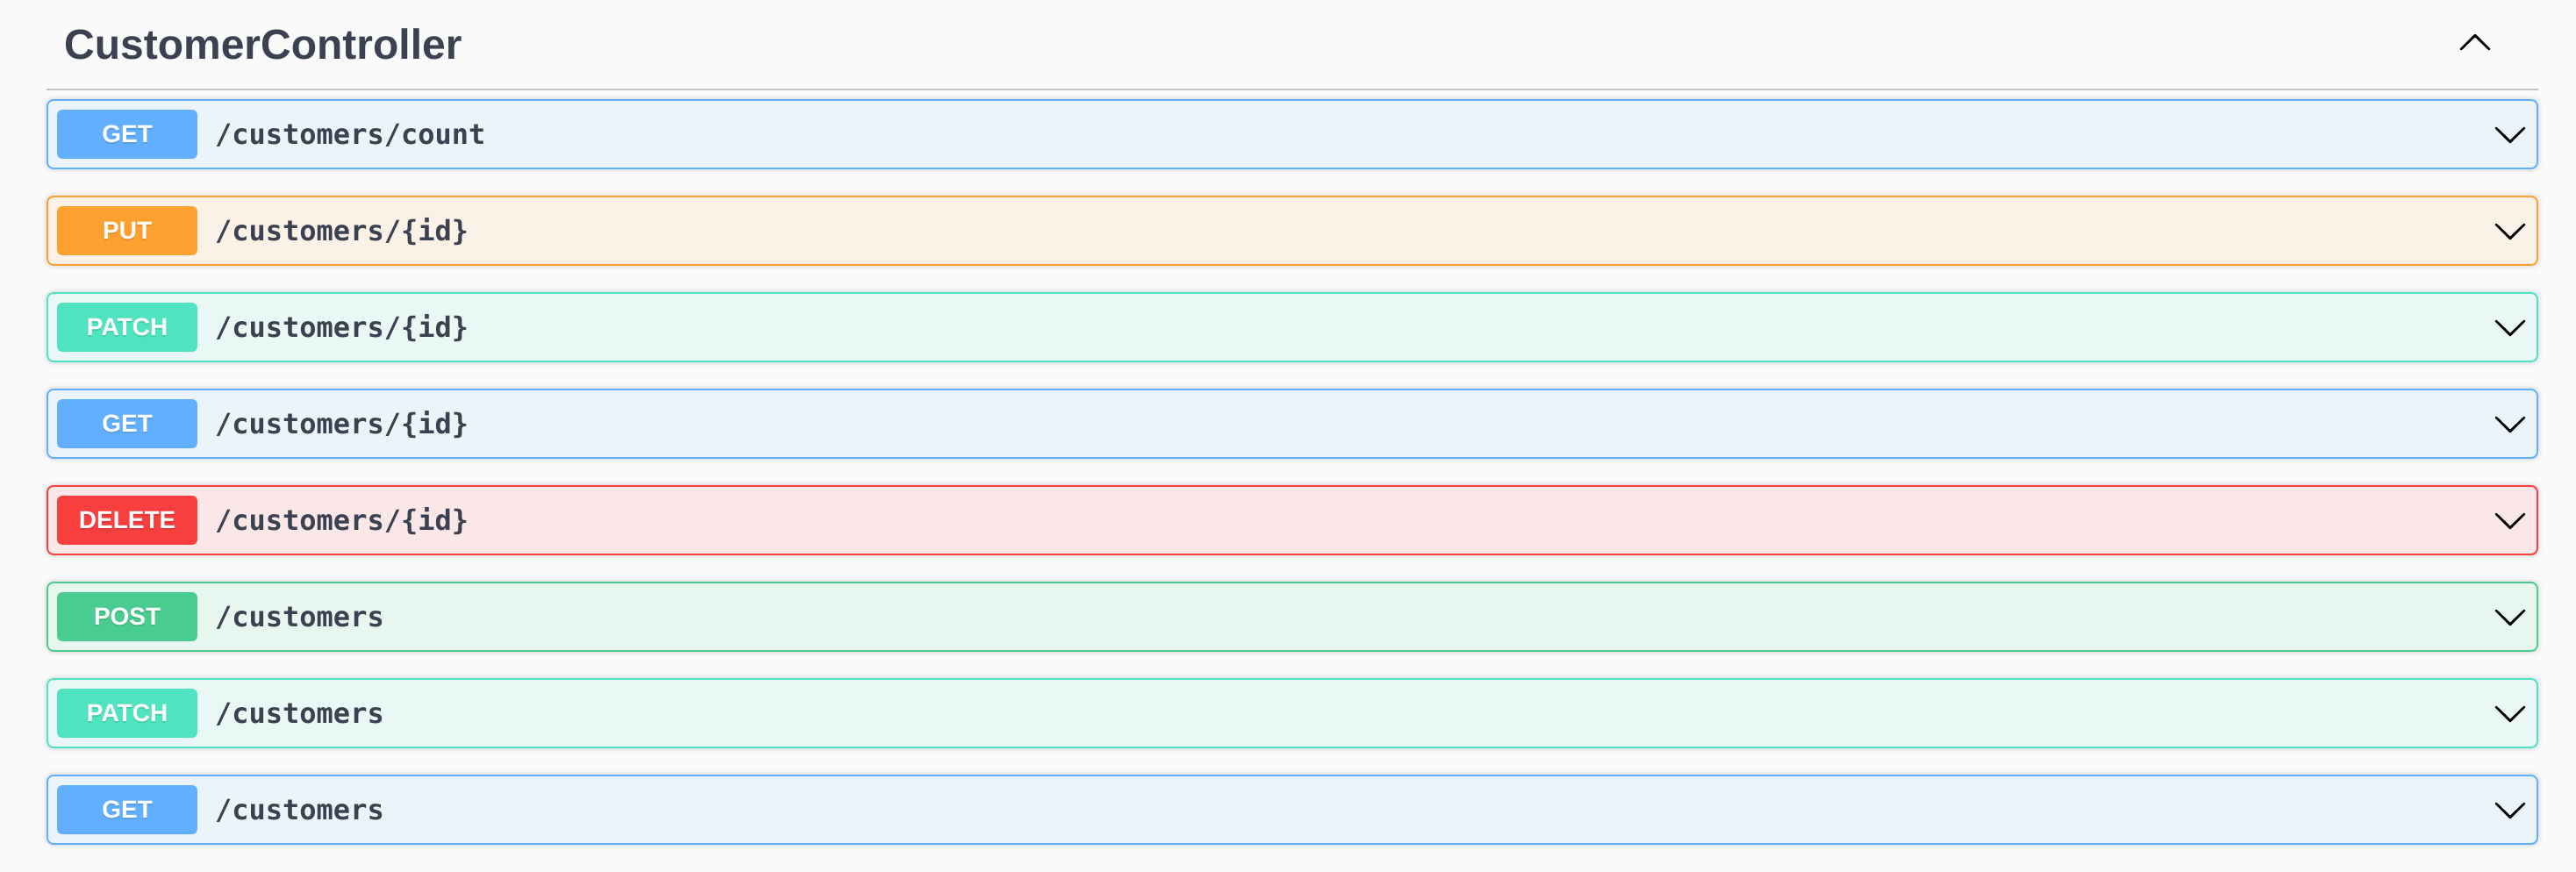 CustomerController
GET /customers/count
PUT /customers/{id}
PATCH /customers/{id}
GET /customers/{id}
DELETE /customers/{id}
POST /customers
PATCH /customers
GET /customers